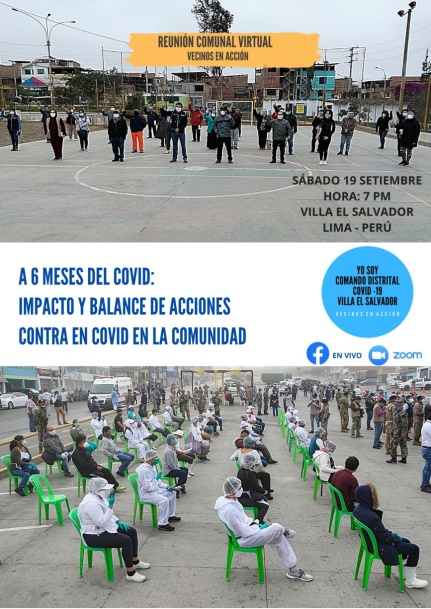 REUNIÓN COMUNAL VIRTUAL
VECINOS EN ACCIÓN
SÁBADO 19 SETIEMBRE
HORA: 7 PM
VILLA EL SALVADOR
LIMA - PERÚ
A 6 MESES DEL COVID:
IMPACTO Y BALANCE DE ACCIONES
CONTRA EN COVID EN LA COMUNIDAD
YO SOY
COMANDO DISTRITAL
COVID -19
VILLA EL SALVADOR
VECINOS EN ACCIÓN
EN VIVO
zoom